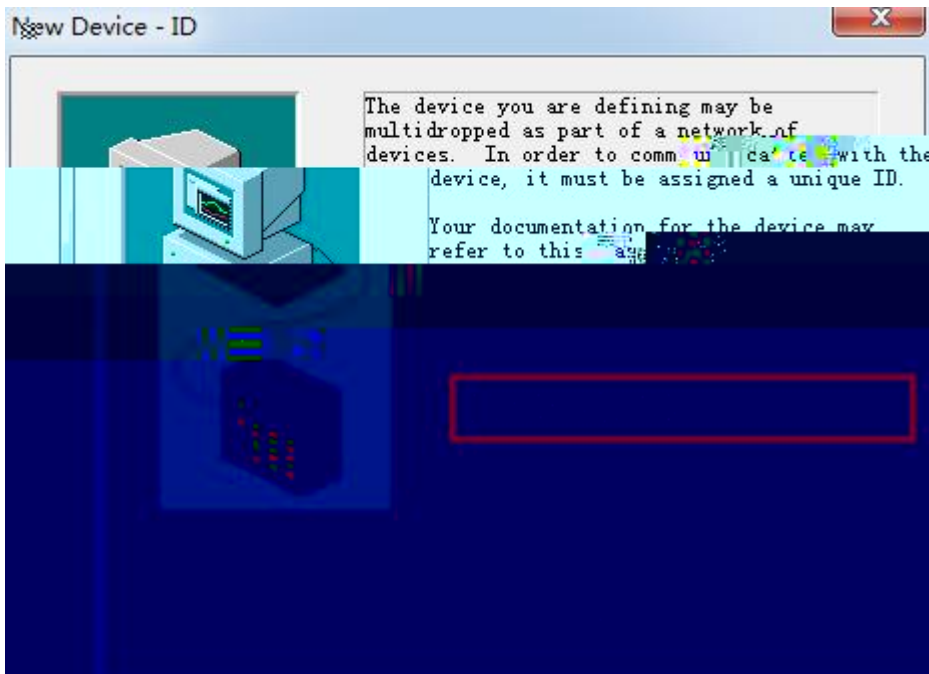 New Device - ID
The device you are defining may be
multidropped as part of a network of
devices. In order to with the
device, it must be assigned a unique ID.
Your documentation for the device may
refer to this